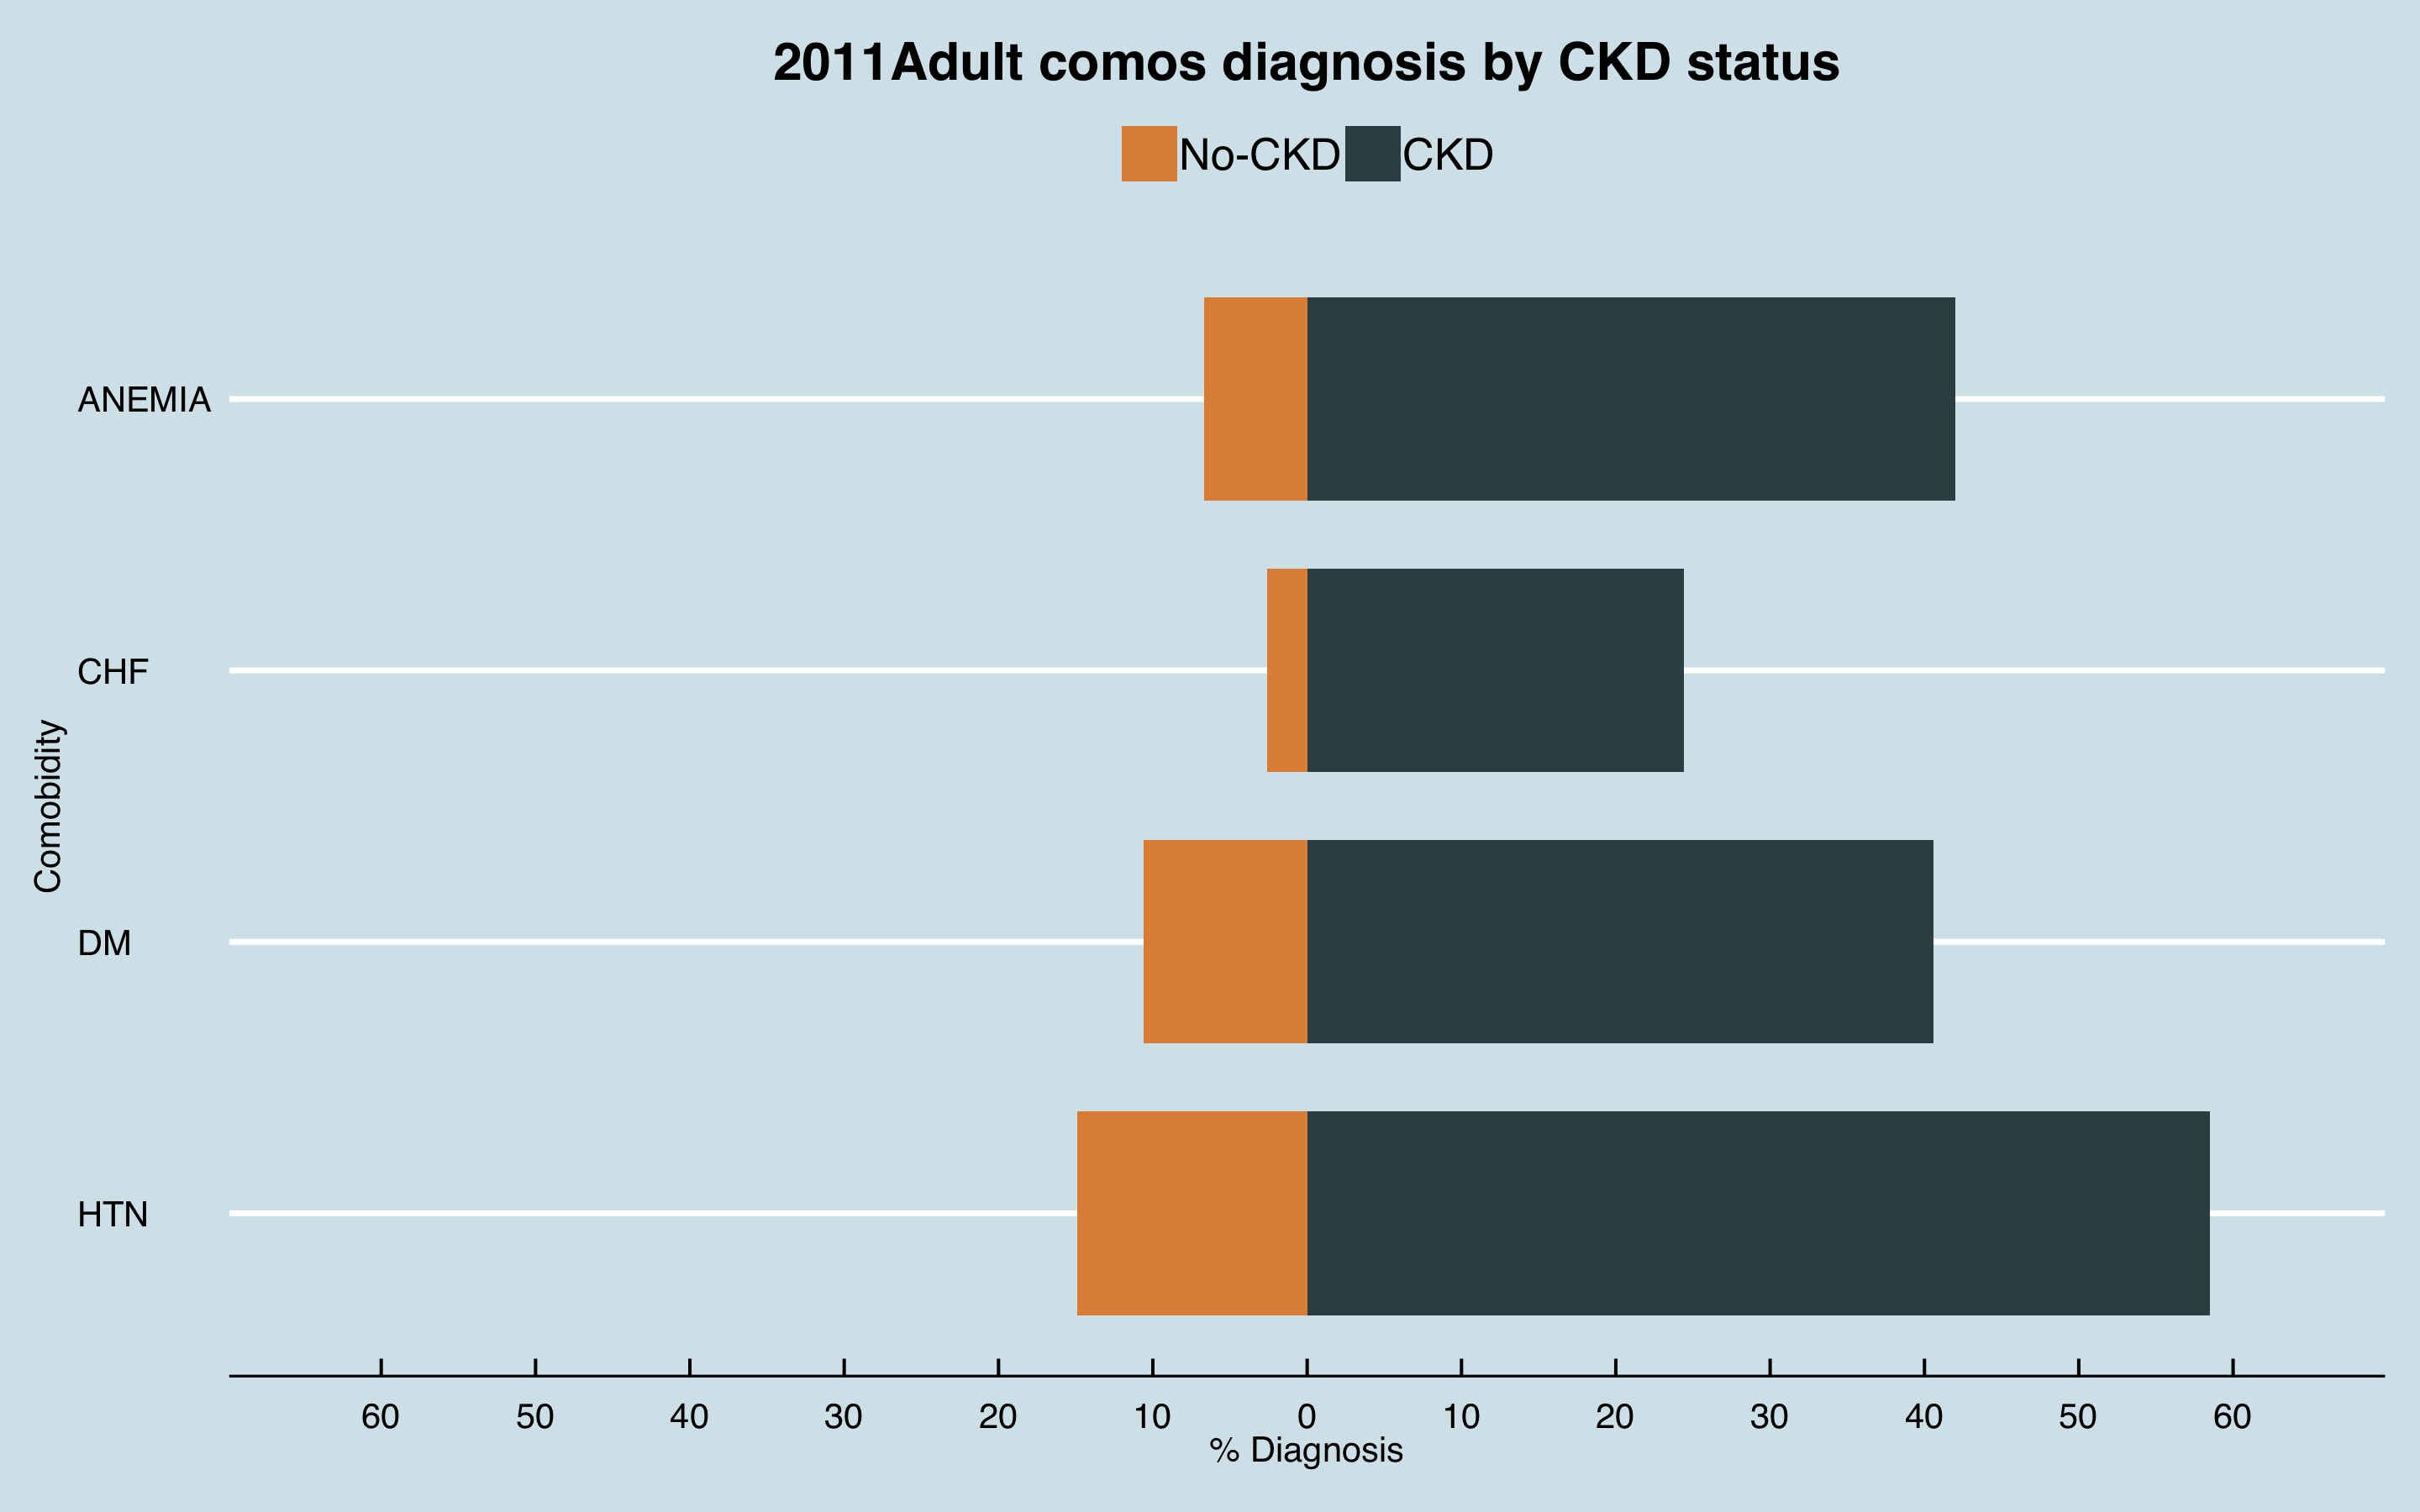 2011Adult comos diagnosis by CKD status
No-CKD CKD
ANEMIA
CHF
DM
HTN
Comobidity
60 50 40 30 20 10 0 10 20 30 40 50 60
% Diagnosis